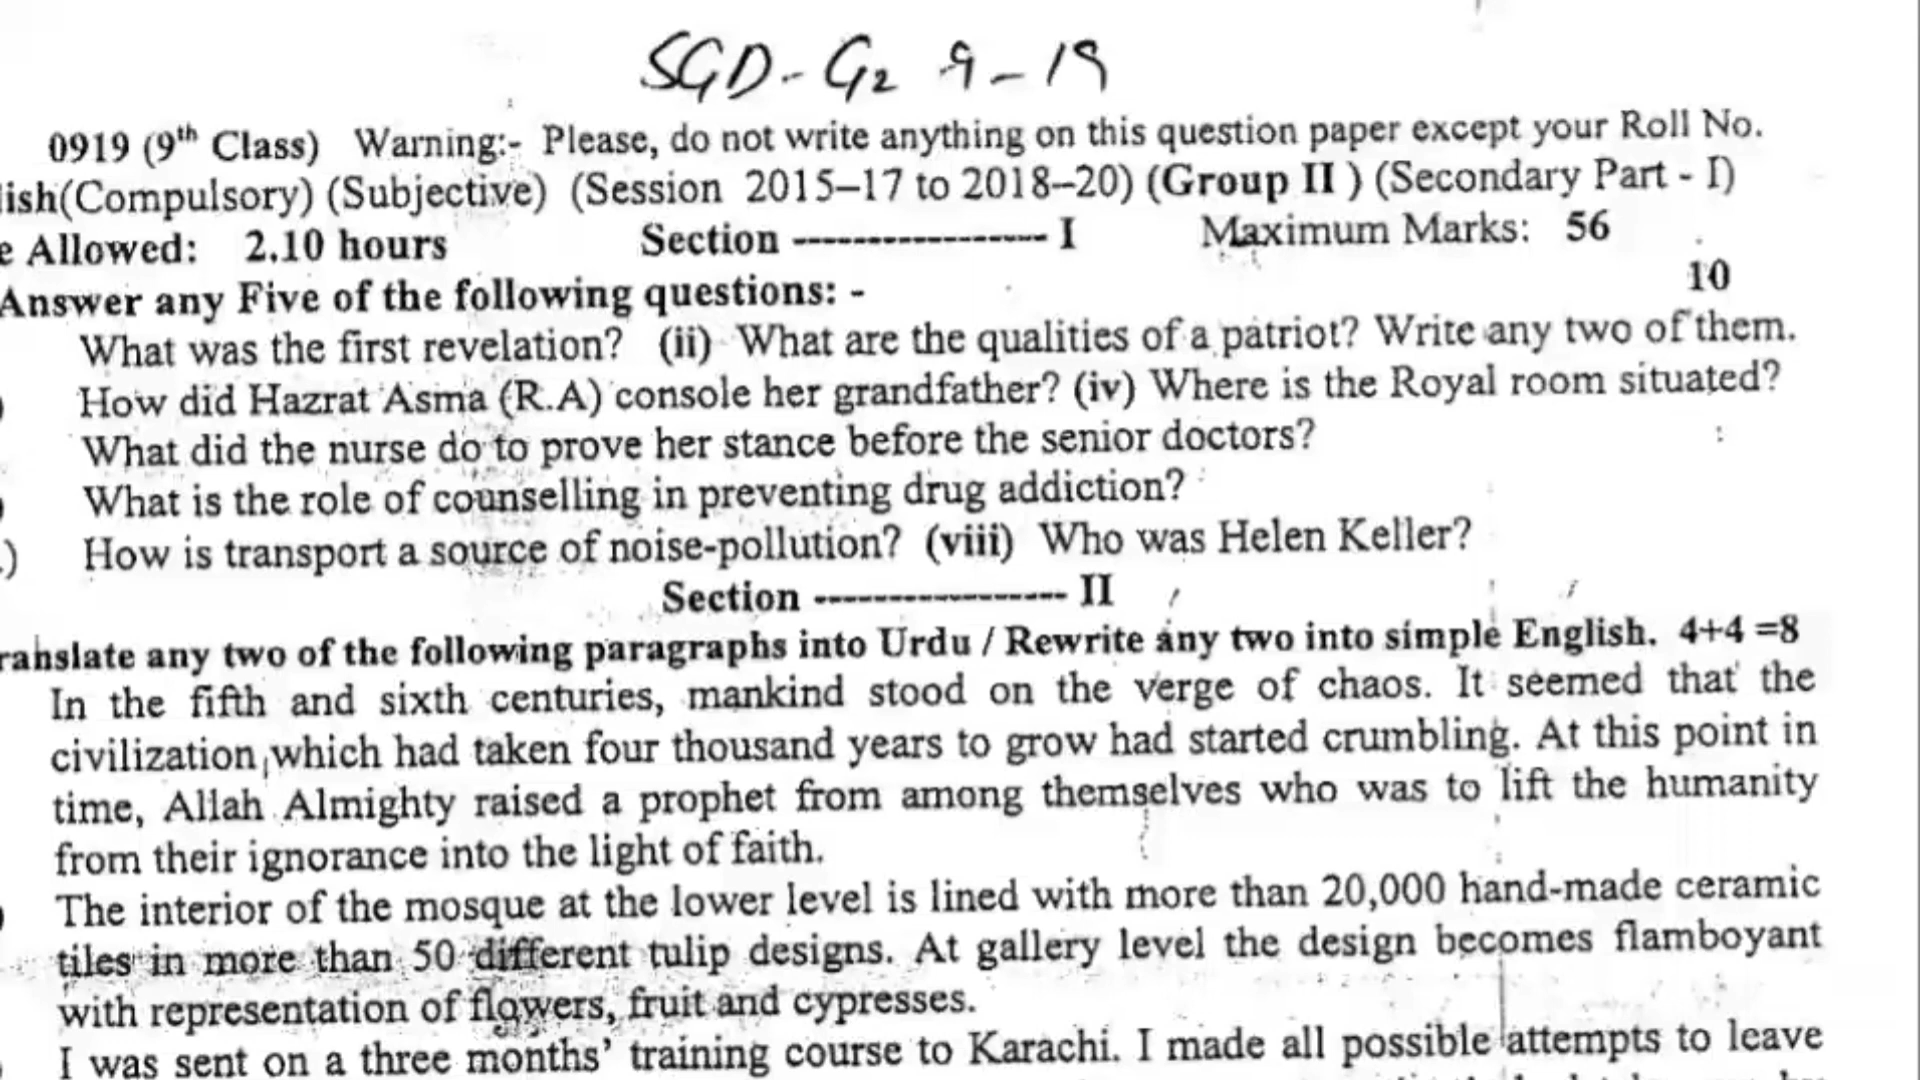 SGD - G2 9 - 19
0919 (9th Class) Warning:- Please, do not write anything on this question paper except your Roll No.
lish(Compulsory) (Subjective) (Session 2015–17 to 2018–20) (Group II ) (Secondary Part - I)
e Allowed: 2.10 hours Section ----------------- I Maximum Marks: 56
10
Answer any Five of the following questions: -
What was the first revelation? (ii) What are the qualities of a patriot? Write any two of them.
) How did Hazrat Asma (R.A) console her grandfather? (iv) Where is the Royal room situated?
What did the nurse do to prove her stance before the senior doctors?
) What is the role of counselling in preventing drug addiction?
.) How is transport a source of noise-pollution? (viii) Who was Helen Keller?
Section ----------------- II
ranslate any two of the following paragraphs into Urdu / Rewrite any two into simple English. 4+4 =8
In the fifth and sixth centuries, mankind stood on the verge of chaos. It seemed that the
civilization which had taken four thousand years to grow had started crumbling. At this point in
time, Allah Almighty raised a prophet from among themselves who was to lift the humanity
from their ignorance into the light of faith.
) The interior of the mosque at the lower level is lined with more than 20,000 hand-made ceramic
tiles in more than 50 different tulip designs. At gallery level the design becomes flamboyant
with representation of flowers, fruit and cypresses.
I was sent on a three months' training course to Karachi. I made all possible attempts to leave